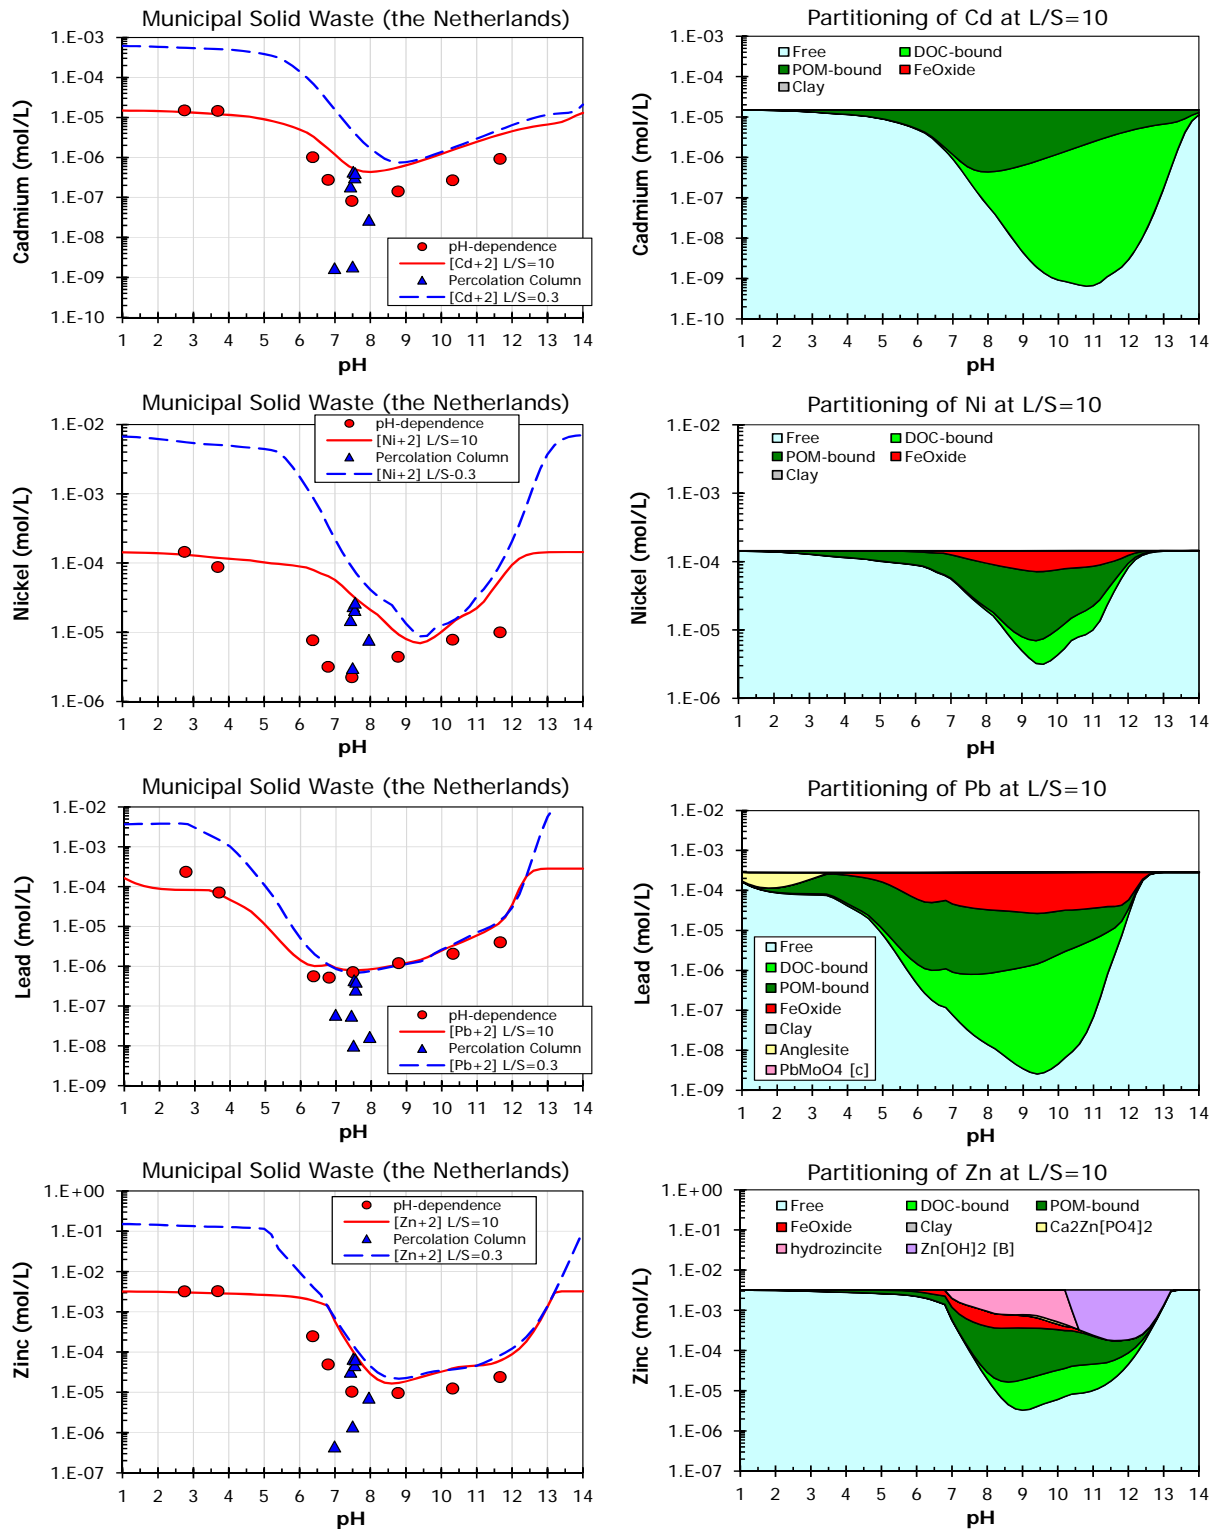 Municipal Solid Waste (the Netherlands)
1.E-03
1.E-04
1.E-05
1.E-06
1.E-07
1.E-08
1.E-09
1.E-10
Cadmium (mol/L)
pH-dependence
[Cd+2] L/S=10
Percolation Column
[Cd+2] L/S=0.3
1 2 3 4 5 6 7 8 9 10 11 12 13 14
pH
Partitioning of Cd at L/S=10
1.E-03
1.E-04
1.E-05
1.E-06
1.E-07
1.E-08
1.E-09
1.E-10
Cadmium (mol/L)
Free DOC-bound
POM-bound FeOxide
Clay
1 2 3 4 5 6 7 8 9 10 11 12 13 14
pH
Municipal Solid Waste (the Netherlands)
1.E-02
1.E-03
1.E-04
1.E-05
1.E-06
Nickel (mol/L)
pH-dependence
[Ni+2] L/S=10
Percolation Column
[Ni+2] L/S-0.3
1 2 3 4 5 6 7 8 9 10 11 12 13 14
pH
Partitioning of Ni at L/S=10
1.E-02
1.E-03
1.E-04
1.E-05
1.E-06
Nickel (mol/L)
Free DOC-bound
POM-bound FeOxide
Clay
1 2 3 4 5 6 7 8 9 10 11 12 13 14
pH
Municipal Solid Waste (the Netherlands)
1.E-02
1.E-03
1.E-04
1.E-05
1.E-06
1.E-07
1.E-08
1.E-09
Lead (mol/L)
pH-dependence
[Pb+2] L/S=10
Percolation Column
[Pb+2] L/S=0.3
1 2 3 4 5 6 7 8 9 10 11 12 13 14
pH
Partitioning of Pb at L/S=10
1.E-02
1.E-03
1.E-04
1.E-05
1.E-06
1.E-07
1.E-08
1.E-09
Lead (mol/L)
Free
DOC-bound
POM-bound
FeOxide
Clay
Anglesite
PbMoO4 [c]
1 2 3 4 5 6 7 8 9 10 11 12 13 14
pH
Municipal Solid Waste (the Netherlands)
1.E+00
1.E-01
1.E-02
1.E-03
1.E-04
1.E-05
1.E-06
1.E-07
Zinc (mol/L)
pH-dependence
[Zn+2] L/S=10
Percolation Column
[Zn+2] L/S=0.3
1 2 3 4 5 6 7 8 9 10 11 12 13 14
pH
Partitioning of Zn at L/S=10
1.E+00
1.E-01
1.E-02
1.E-03
1.E-04
1.E-05
1.E-06
1.E-07
Zinc (mol/L)
Free DOC-bound POM-bound
FeOxide Clay Ca2Zn[PO4]2
hydrozincite Zn[OH]2 [B]
1 2 3 4 5 6 7 8 9 10 11 12 13 14
pH